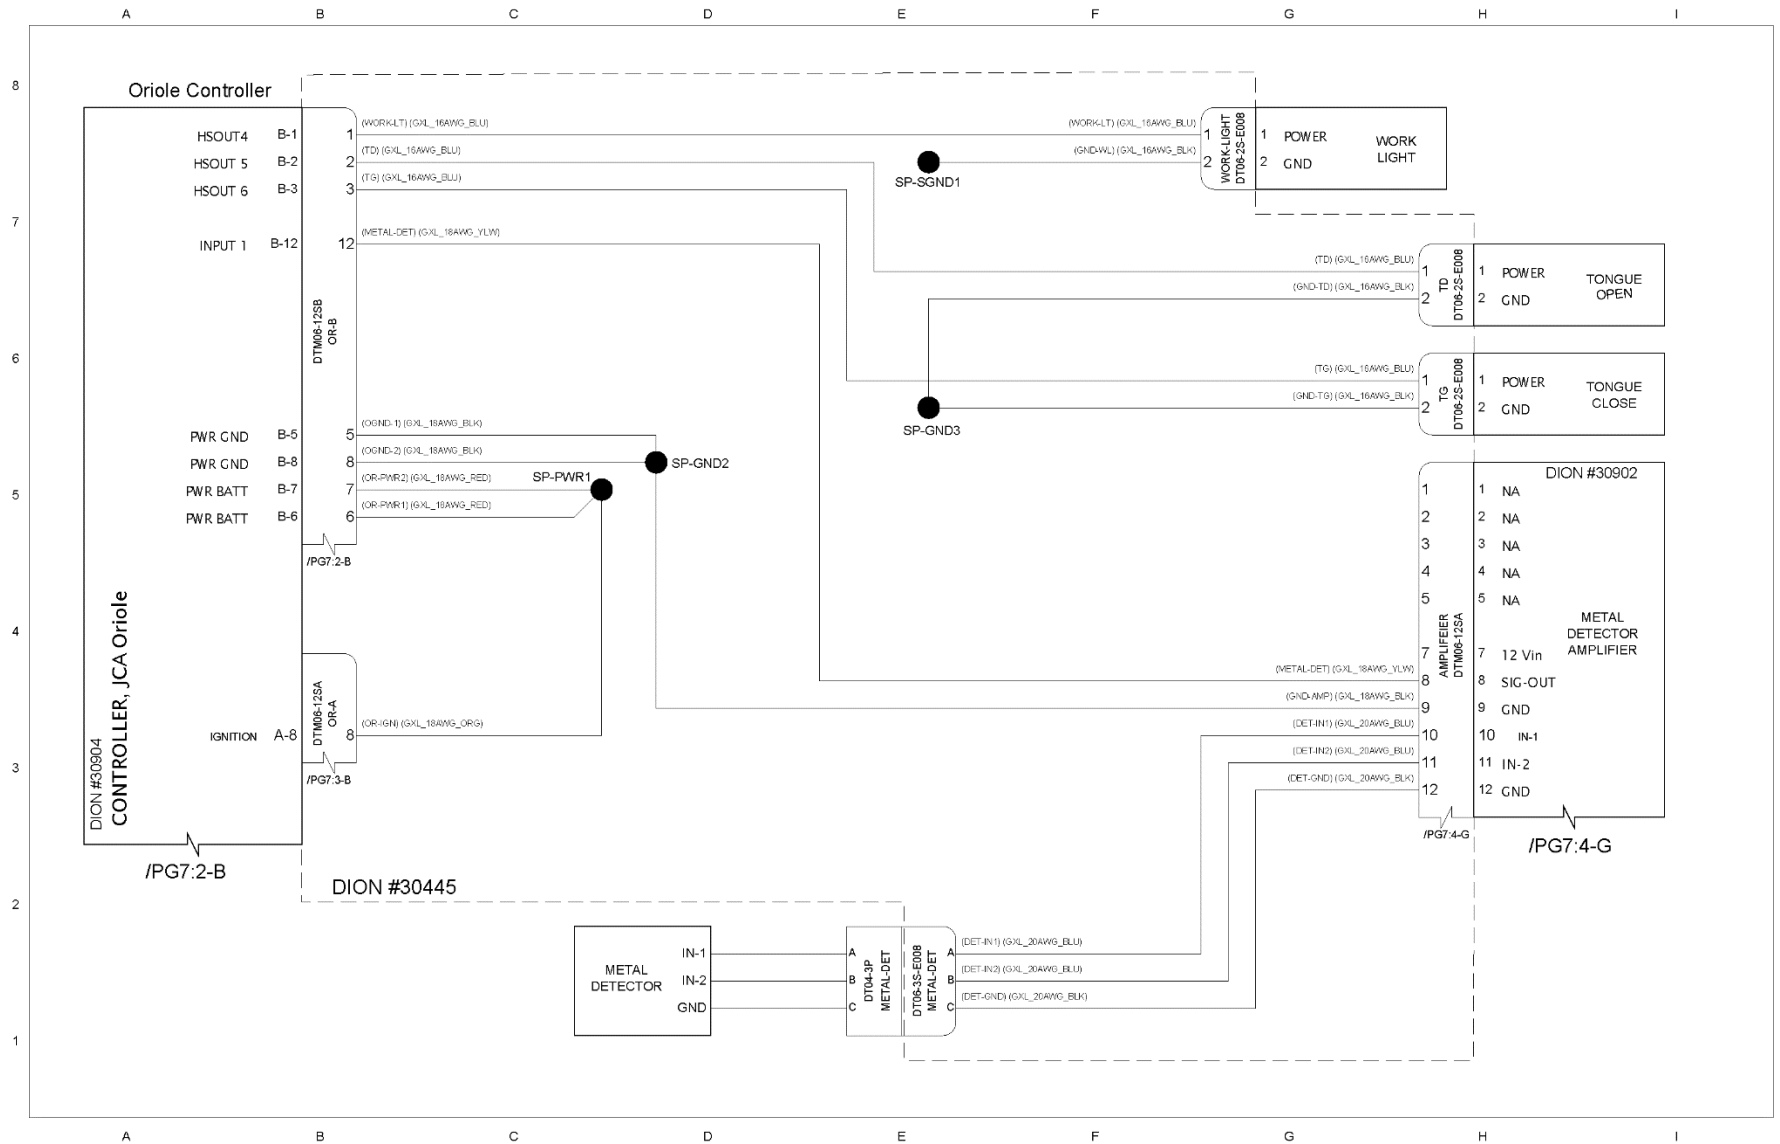 A B C D E F G H I
8
7
6
5
4
3
2
1
Oriole Controller
HSOUT4 B-1 1
HSOUT 5 B-2 2
HSOUT 6 B-3 3
INPUT 1 B-12 12
DTM06-12SB
OR-B
PWR GND B-5 5
PWR GND B-8 8
PWR BATT B-7 7
PWR BATT B-6 6
/PG7:2-B
DTM06-12SA
OR-A
IGNITION A-8 8
/PG7:3-B
DION #30904
CONTROLLER, JCA Oriole
/PG7:2-B
(WORK-LT) (GXL_16AWG_BLU)
(TD) (GXL_16AWG_BLU)
(TG) (GXL_16AWG_BLU)
(METAL-DET) (GXL_18AWG_YLW)
(OGND-1) (GXL_18AWG_BLK)
(OGND-2) (GXL_18AWG_BLK)
(OR-PWR2) (GXL_18AWG_RED)
(OR-PWR1) (GXL_18AWG_RED)
(OR-IGN) (GXL_18AWG_ORG)
SP-PWR1
SP-GND2
SP-SGND1
SP-GND3
(WORK-LT) (GXL_16AWG_BLU)
(GND-WL) (GXL_16AWG_BLK)
1
2
WORK-LIGHT
DT06-2S-E008
1 POWER
2 GND
WORK
LIGHT
(TD) (GXL_16AWG_BLU)
(GND-TD) (GXL_16AWG_BLK)
1
2
TD
DT06-2S-E008
1 POWER
2 GND
TONGUE
OPEN
(TG) (GXL_16AWG_BLU)
(GND-TG) (GXL_16AWG_BLK)
1
2
TG
DT06-2S-E008
1 POWER
2 GND
TONGUE
CLOSE
DION #30902
1 1 NA
2 2 NA
3 3 NA
4 4 NA
5 5 NA
7 7 12 Vin
8 8 SIG-OUT
9 9 GND
10 10 IN-1
11 11 IN-2
12 12 GND
AMPLIFEIER
DTM06-12SA
METAL
DETECTOR
AMPLIFIER
(METAL-DET) (GXL_18AWG_YLW)
(GND-AMP) (GXL_18AWG_BLK)
(DET-IN1) (GXL_20AWG_BLU)
(DET-IN2) (GXL_20AWG_BLU)
(DET-GND) (GXL_20AWG_BLK)
/PG7:4-G
/PG7:4-G
DION #30445
METAL
DETECTOR
IN-1
IN-2
GND
A
B
C
DT04-3P
METAL-DET
DT06-3S-E008
METAL-DET
A
B
C
(DET-IN1) (GXL_20AWG_BLU)
(DET-IN2) (GXL_20AWG_BLU)
(DET-GND) (GXL_20AWG_BLK)
A B C D E F G H I